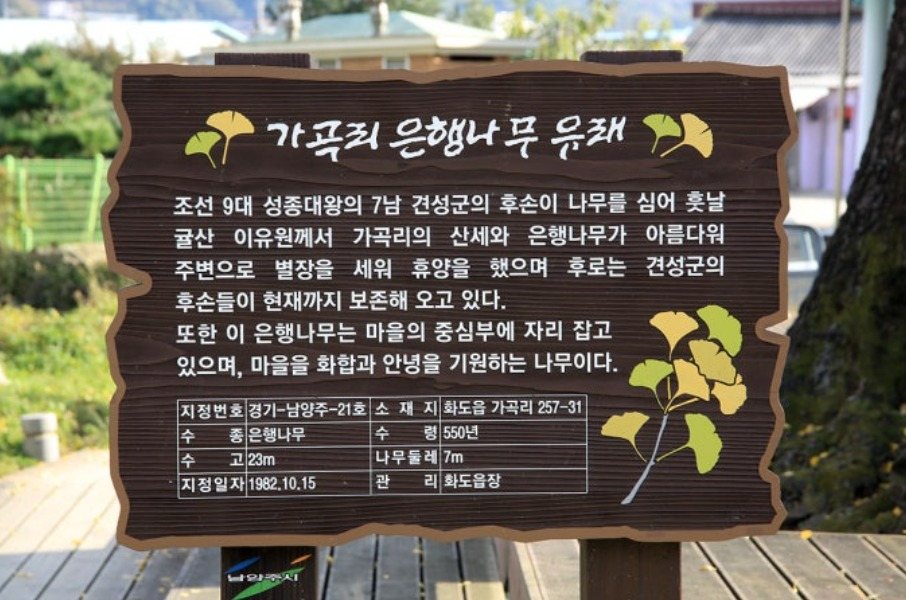 가곡리 은행나무 유래
조선 9대 성종대왕의 7남 견성군의 후손이 나무를 심어 훗날
귤산 이유원께서 가곡리의 산세와 은행나무가 아름다워
주변으로 별장을 세워 휴양을 했으며 후로는 견성군의
후손들이 현재까지 보존해 오고 있다.
또한 이 은행나무는 마을의 중심부에 자리 잡고
있으며, 마을을 화합과 안녕을 기원하는 나무이다.
지정번호 경기-남양주-21호 소 재 지 화도읍 가곡리 257-31
수 종 은행나무 수 령 550년
수 고 23m 나무둘레 7m
지정일자 1982.10.15 관 리 화도읍장
남양주시